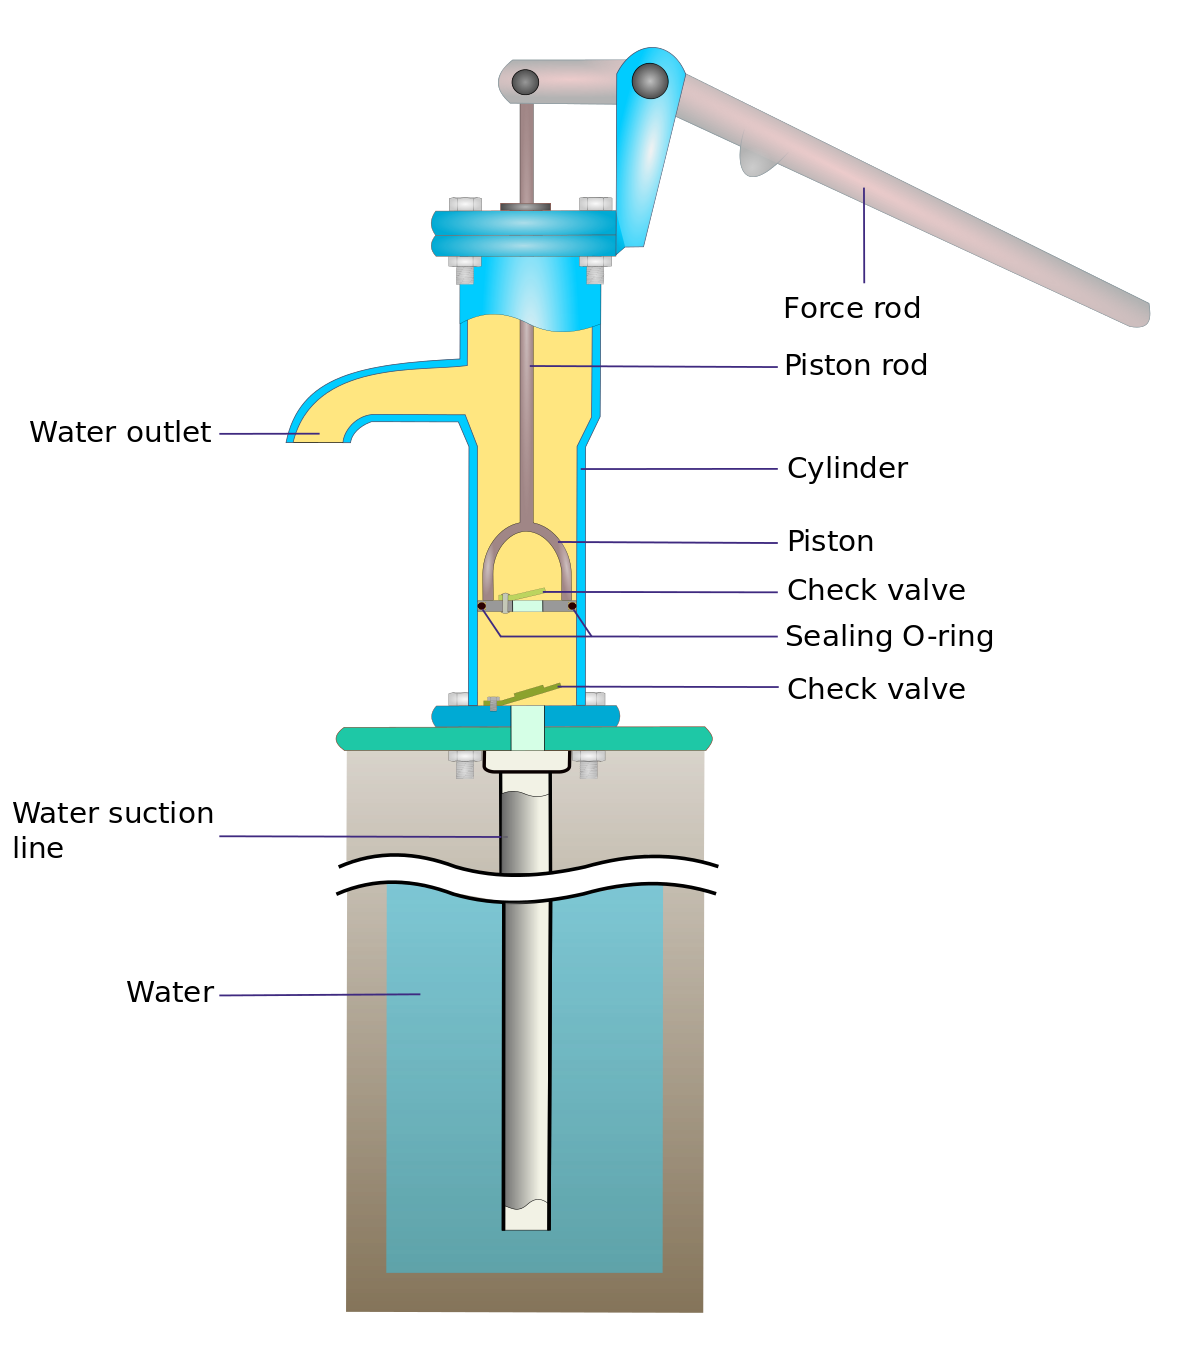 Force rod
Piston rod
Water outlet
Cylinder
Piston
Check valve
Sealing O-ring
Check valve
Water suction
line
Water